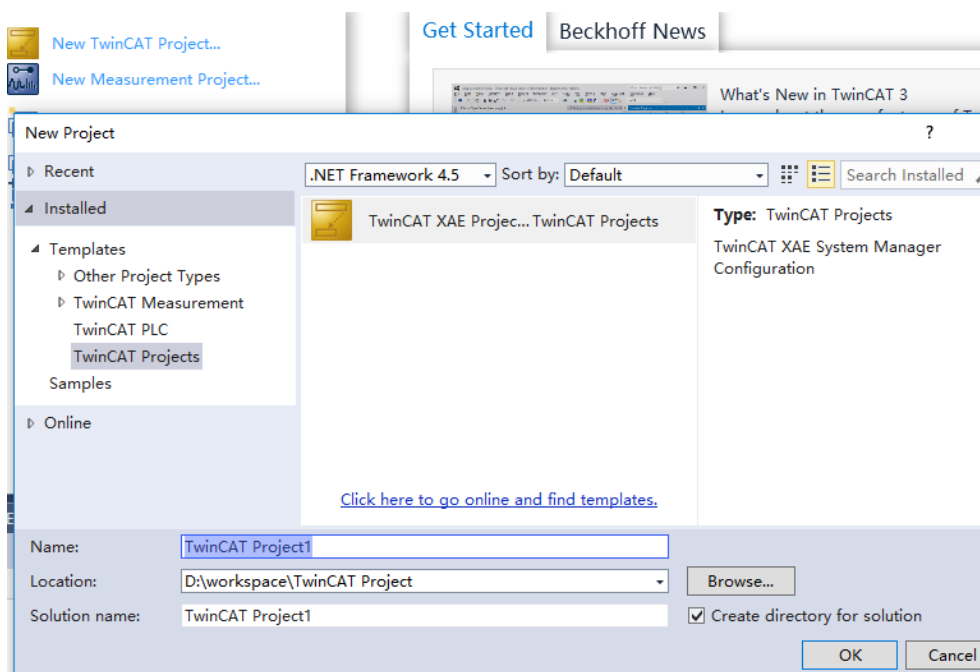 New TwinCAT Project...
New Measurement Project...
Get Started
Beckhoff News
What's New in TwinCAT 3
New Project
?
Recent
.NET Framework 4.5
Sort by:
Default
Search Installed
Installed
Templates
Other Project Types
TwinCAT Measurement
TwinCAT PLC
TwinCAT Projects
Samples
Online
TwinCAT XAE Projec... TwinCAT Projects
Type: TwinCAT Projects
TwinCAT XAE System Manager
Configuration
Click here to go online and find templates.
Name:
TwinCAT Project1
Location:
D:\workspace\TwinCAT Project
Browse...
Solution name:
TwinCAT Project1
Create directory for solution
OK
Cancel